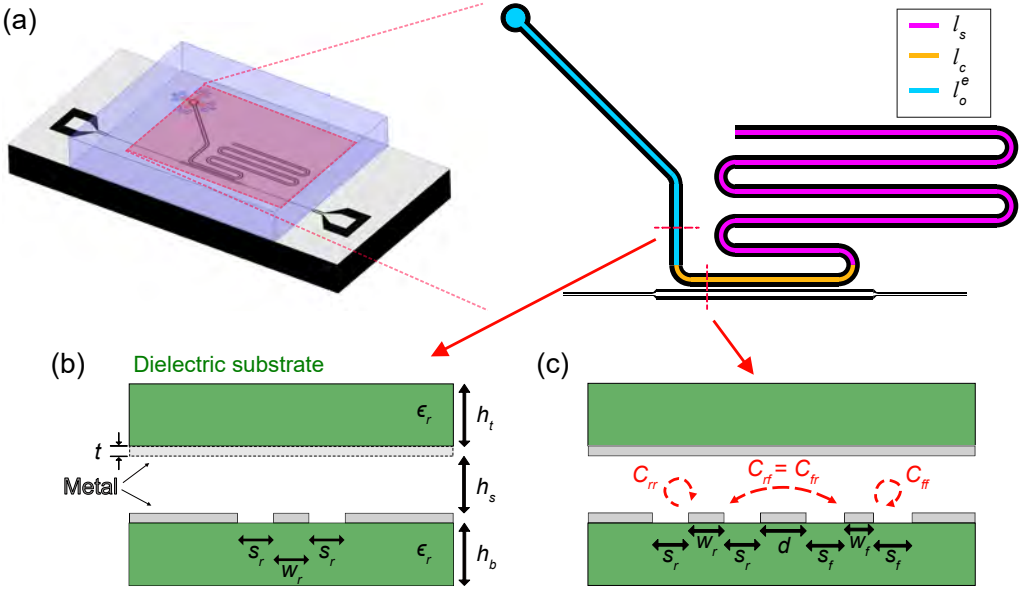 (a)
l_s
l_c
l_o^e
(b)
Dielectric substrate
ϵ_r
h_t
t
Metal
h_s
s_r
w_r
s_r
ϵ_r
h_b
(c)
C_rr
C_rf = C_fr
C_ff
s_r
w_r
s_r
d
s_f
w_f
s_f